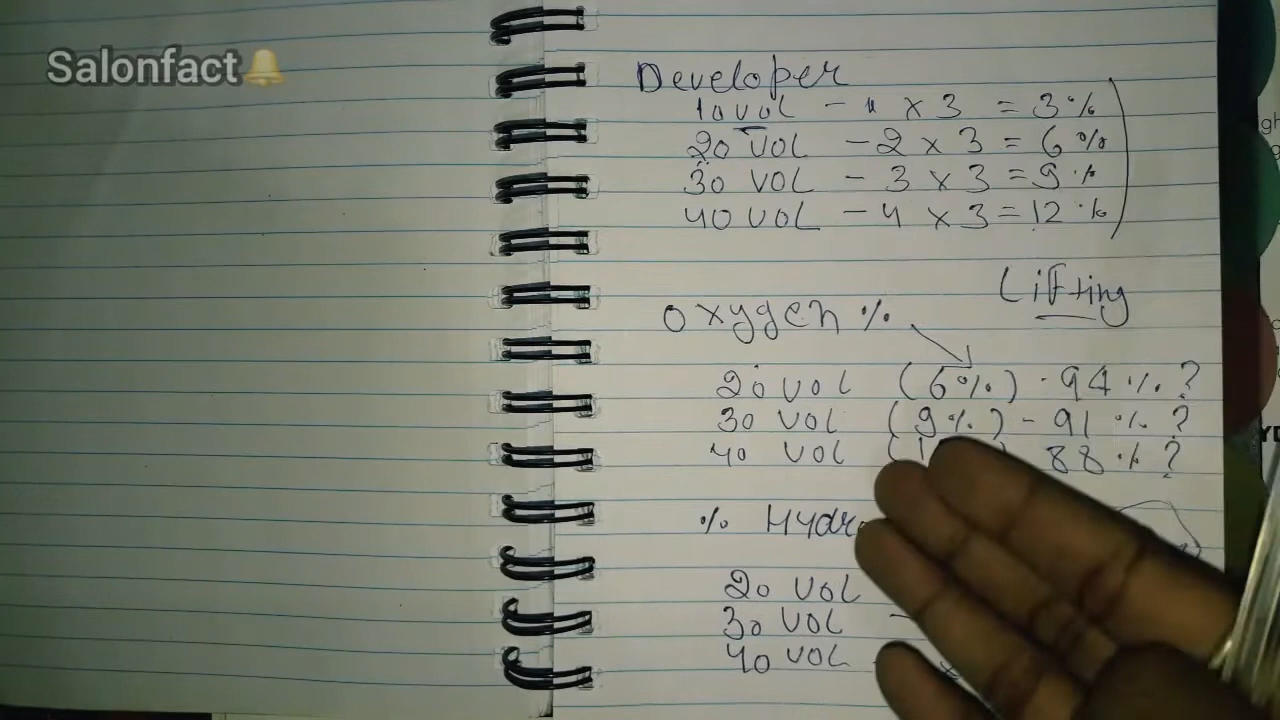 Salonfact🔔
Developer
10 VOL - 1 x 3 = 3%
20 VOL - 2 x 3 = 6%
30 VOL - 3 x 3 = 9%
40 VOL - 4 x 3 = 12%
Lifting
Oxygen %
20 VOL (6%) - 94%?
30 VOL (9%) - 91%?
40 VOL 88%?
% Hydro
20 VOL
30 VOL -
40 VOL